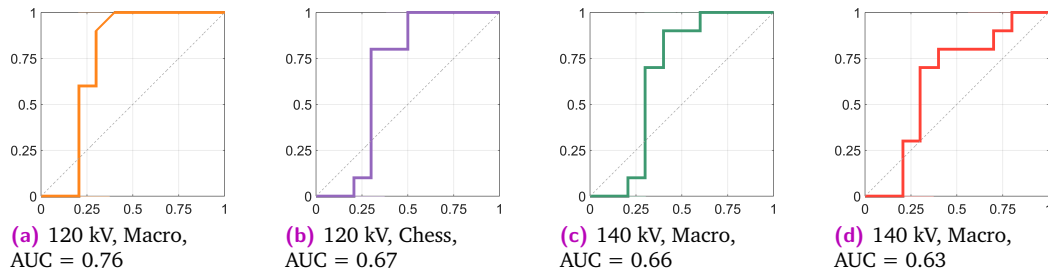 1 1 1 1
0.75 0.75 0.75 0.75
0.5 0.5 0.5 0.5
0.25 0.25 0.25 0.25
0 0 0 0
0 0.25 0.5 0.75 1 0 0.25 0.5 0.75 1 0 0.25 0.5 0.75 1 0 0.25 0.5 0.75 1
(a) 120 kV, Macro, (b) 120 kV, Chess, (c) 140 kV, Macro, (d) 140 kV, Macro,
AUC = 0.76 AUC = 0.67 AUC = 0.66 AUC = 0.63